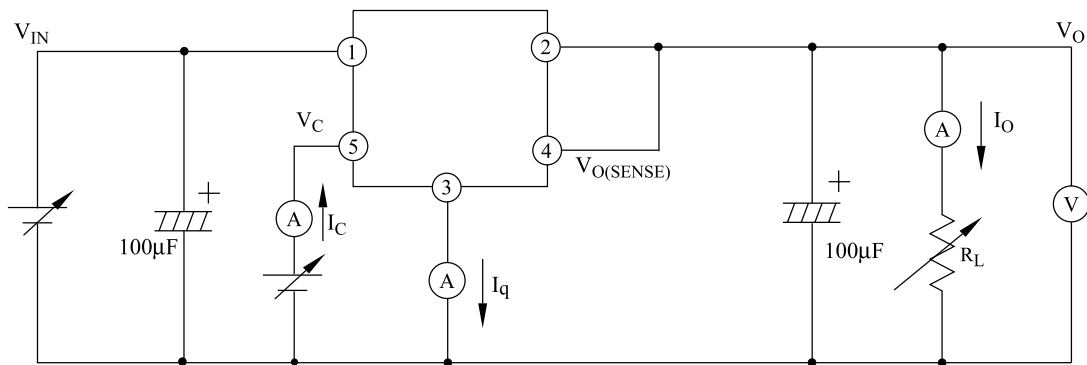 V_IN
V_O
1
2
V_C
5
4
V_O(SENSE)
3
A
I_O
+
+
A
I_C
V
100μF
A
I_q
100μF
R_L